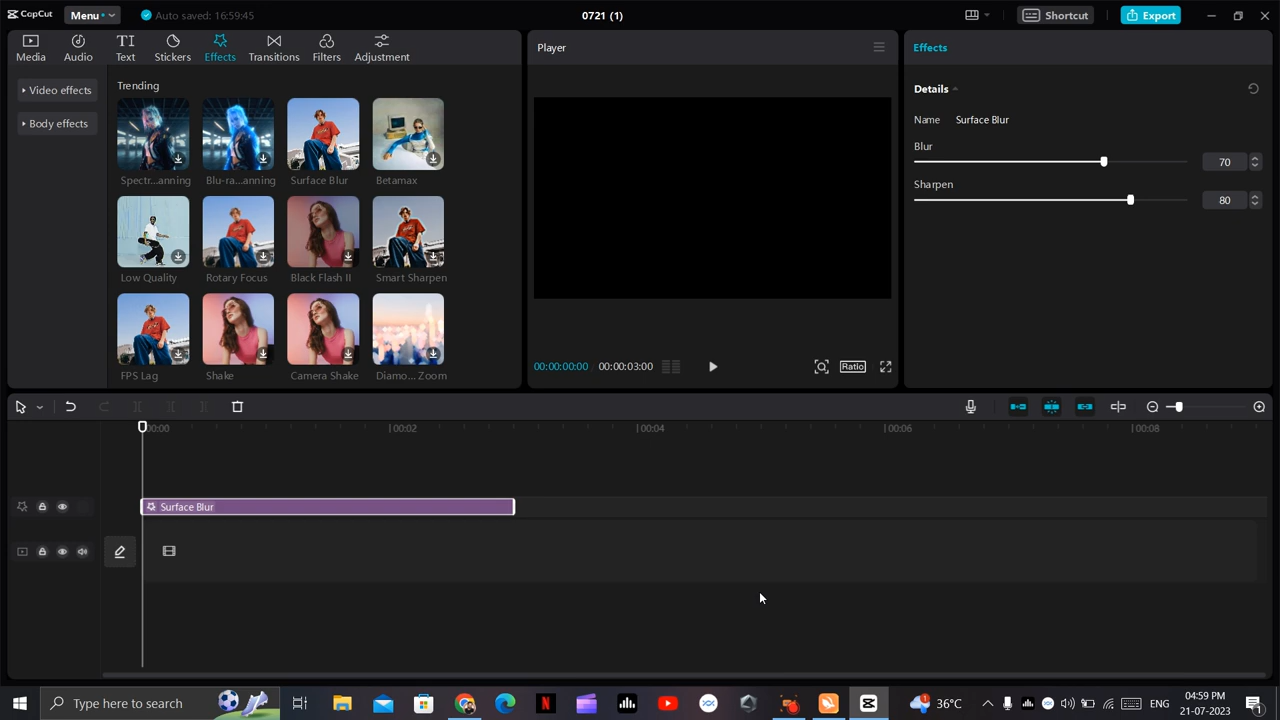 CapCut
Menu
Auto saved: 16:59:45
0721 (1)
Shortcut
Export
Media
Audio
Text
Stickers
Effects
Transitions
Filters
Adjustment
Video effects
Body effects
Trending
Spectr...anning
Blu-ra...anning
Surface Blur
Betamax
Low Quality
Rotary Focus
Black Flash II
Smart Sharpen
FPS Lag
Shake
Camera Shake
Diamo... Zoom
Player
00:00:00:00
00:00:03:00
Ratio
Effects
Details
Name Surface Blur
Blur
70
Sharpen
80
00:00
00:02
00:04
00:06
00:08
Surface Blur
Type here to search
1
36°C
ENG
04:59 PM
21-07-2023
1